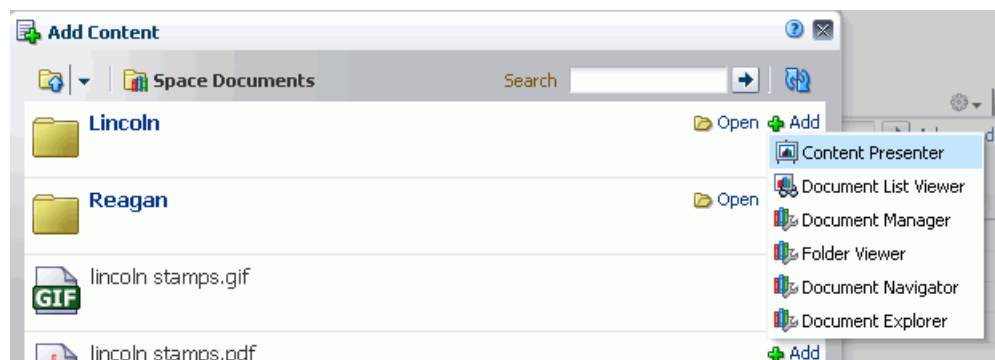 Add Content
Space Documents Search
Lincoln Open Add
Content Presenter
Document List Viewer
Reagan Open
Document Manager
Folder Viewer
lincoln stamps.gif
GIF
Document Navigator
Document Explorer
lincoln stamps.pdf Add